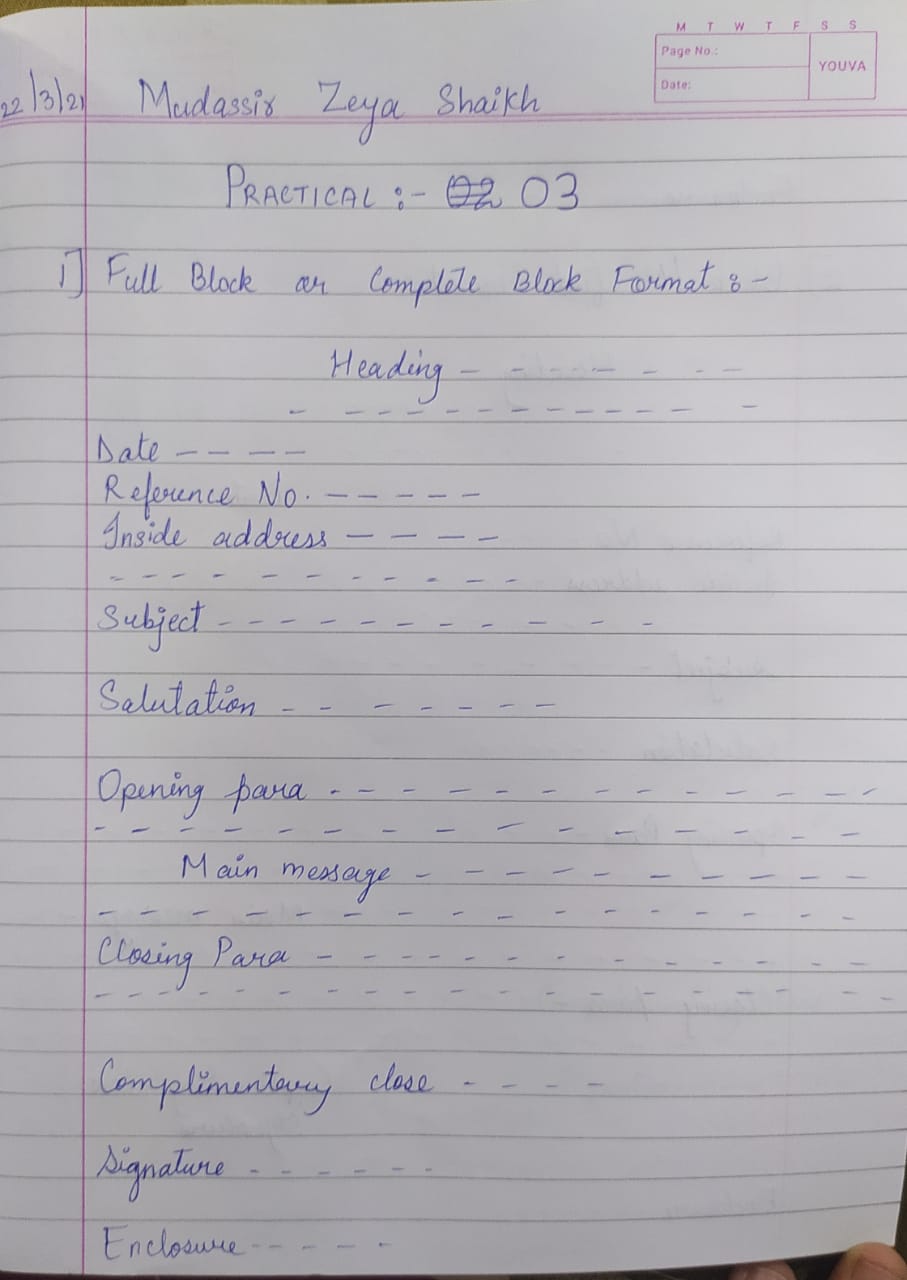 M T W T F S S
Page No.:
YOUVA
Date:
22/3/21 Mudassir Zeya Shaikh
PRACTICAL :- 03
1] Full Block or Complete Block Format :-
Heading - - - - - - -
- - - - - - - - - - -
Date - - - -
Reference No. - - - - -
Inside address - - - -
- - - - - - - - - - -
Subject - - - - - - - - - - -
Salutation - - - - - - -
Opening para - - - - - - - - - - - -
- - - - - - - - - - - - - - - -
Main message - - - - - - - - -
- - - - - - - - - - - - - - - -
Closing Para - - - - - - - - - - - -
- - - - - - - - - - - - - - - - - -
Complimentary close - - - -
Signature - - - - - -
Enclosure - - - - -